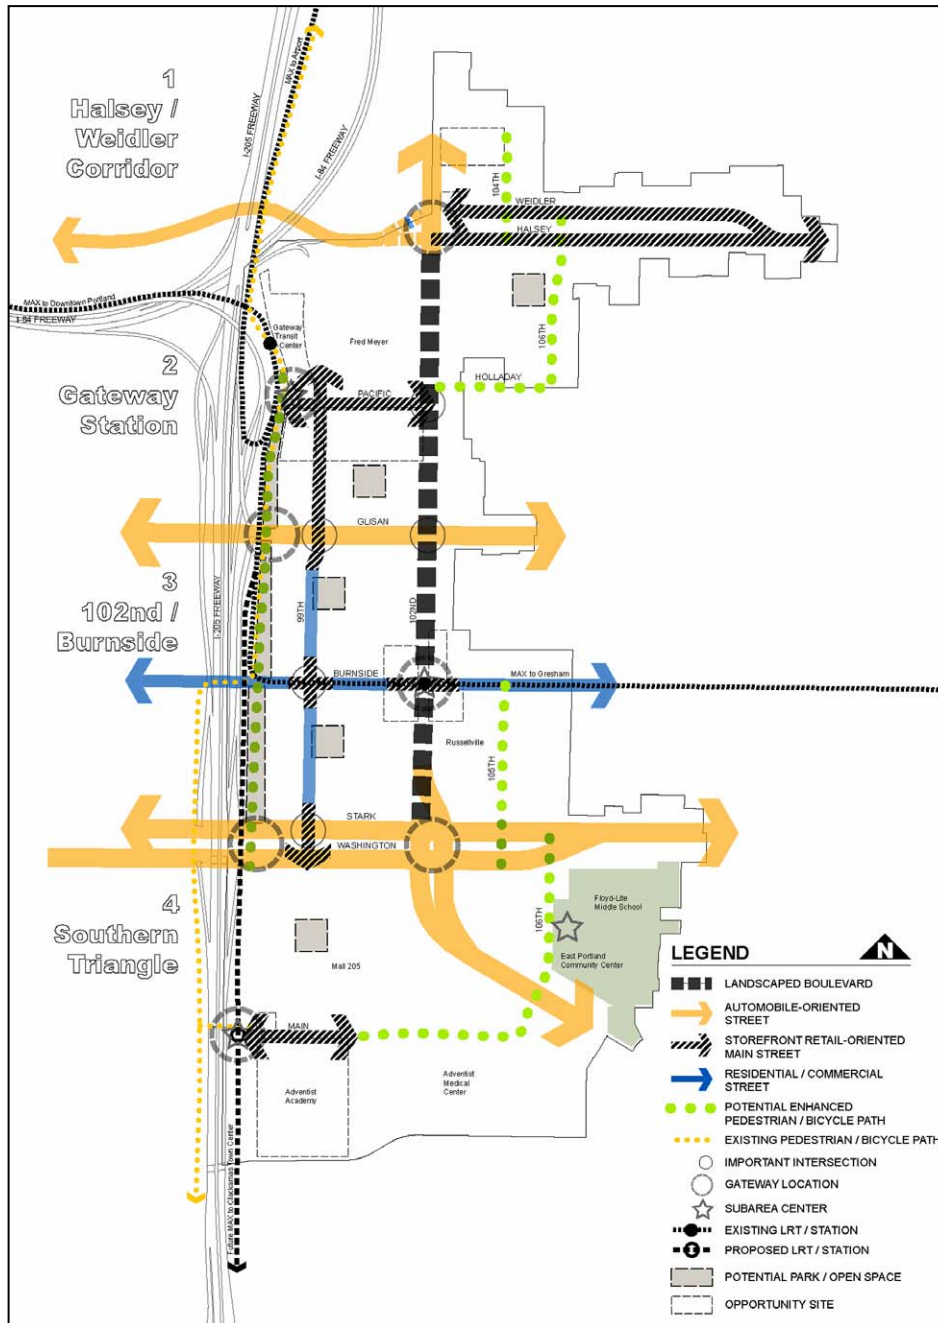 1
Halsey /
Weidler
Corridor
MAX to Airport
I-205 FREEWAY
I-84 FREEWAY
104TH
WEIDLER
HALSEY
MAX to Downtown Portland
I-84 FREEWAY
Gateway
Transit
Center
Fred Meyer
106TH
2
Gateway
Station
PACIFIC
HOLLADAY
GLISAN
3
102nd /
Burnside
I-205 FREEWAY
99TH
102ND
BURNSIDE
MAX to Gresham
Russellville
105TH
STARK
WASHINGTON
4
Southern
Triangle
Floyd-Lite
Middle School
106TH
East Portland
Community Center
Mall 205
MAIN
Adventist
Academy
Adventist
Medical
Center
Future MAX to Clackamas Town Center
LEGEND
N
LANDSCAPED BOULEVARD
AUTOMOBILE-ORIENTED
STREET
STOREFRONT RETAIL-ORIENTED
MAIN STREET
RESIDENTIAL / COMMERCIAL
STREET
POTENTIAL ENHANCED
PEDESTRIAN / BICYCLE PATH
EXISTING PEDESTRIAN / BICYCLE PATH
IMPORTANT INTERSECTION
GATEWAY LOCATION
SUBAREA CENTER
EXISTING LRT / STATION
PROPOSED LRT / STATION
POTENTIAL PARK / OPEN SPACE
OPPORTUNITY SITE